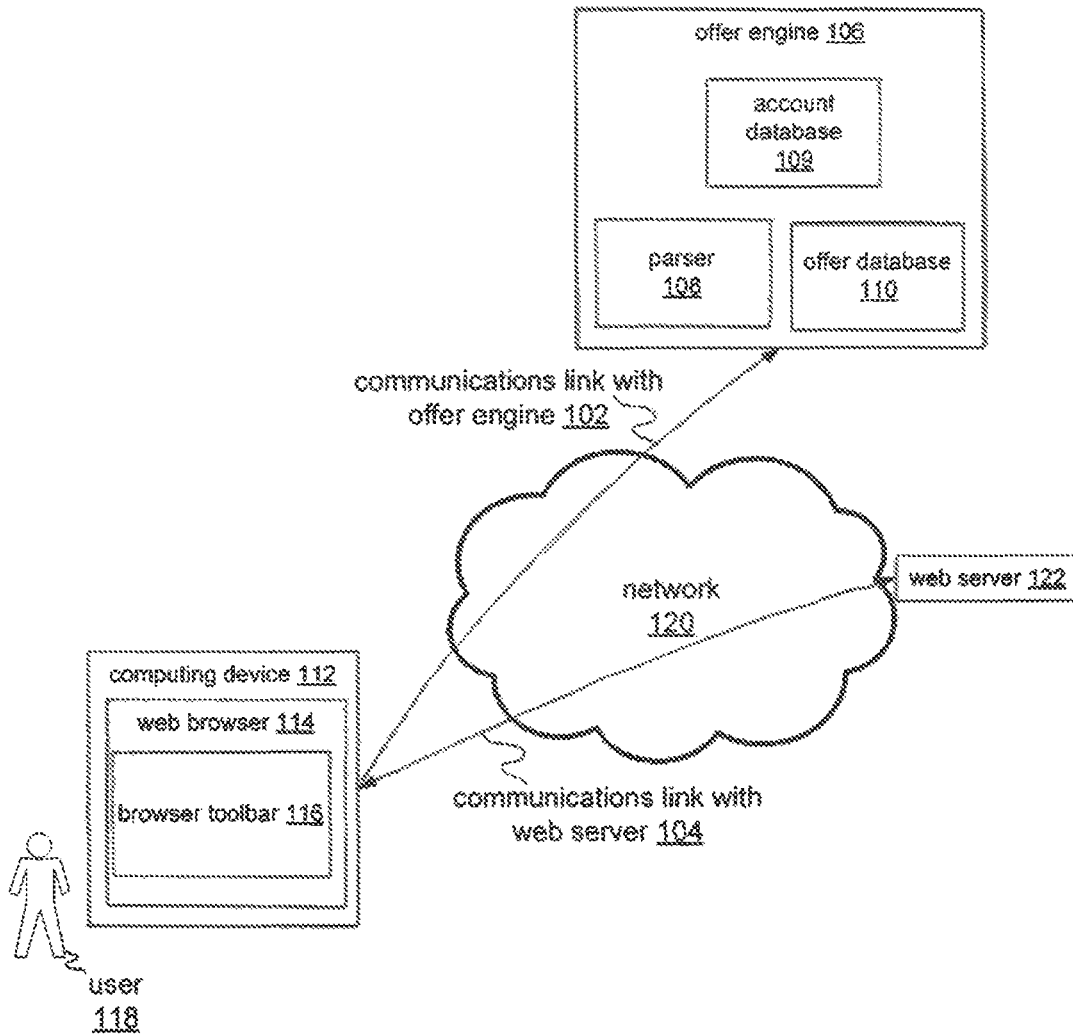 offer engine 106
account
database
109
parser
108
offer database
110
communications link with
offer engine 102
network
120
web server 122
computing device 112
web browser 114
browser toolbar 116
communications link with
web server 104
user
118